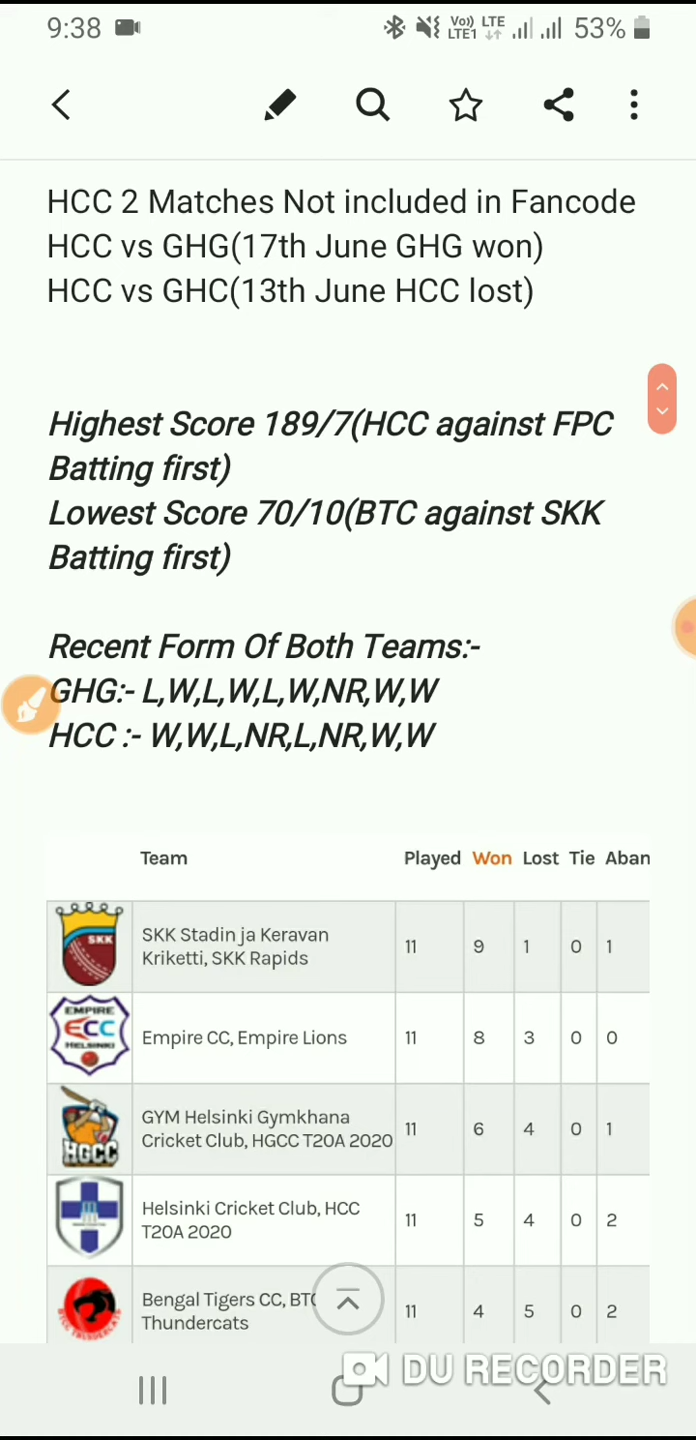 9:38
Vo)) LTE
LTE1
53%
HCC 2 Matches Not included in Fancode
HCC vs GHG(17th June GHG won)
HCC vs GHC(13th June HCC lost)
Highest Score 189/7(HCC against FPC
Batting first)
Lowest Score 70/10(BTC against SKK
Batting first)
Recent Form Of Both Teams:-
GHG:- L,W,L,W,L,W,NR,W,W
HCC :- W,W,L,NR,L,NR,W,W
Team Played Won Lost Tie Aban
SKK
SKK Stadin ja Keravan
Kriketti, SKK Rapids
11 9 1 0 1
EMPIRE
ECC
HELSINKI
Empire CC, Empire Lions
11 8 3 0 0
HGCC
GYM Helsinki Gymkhana
Cricket Club, HGCC T20A 2020
11 6 4 0 1
Helsinki Cricket Club, HCC
T20A 2020
11 5 4 0 2
Bengal Tigers CC, BTC
Thundercats
11 4 5 0 2
DU RECORDER